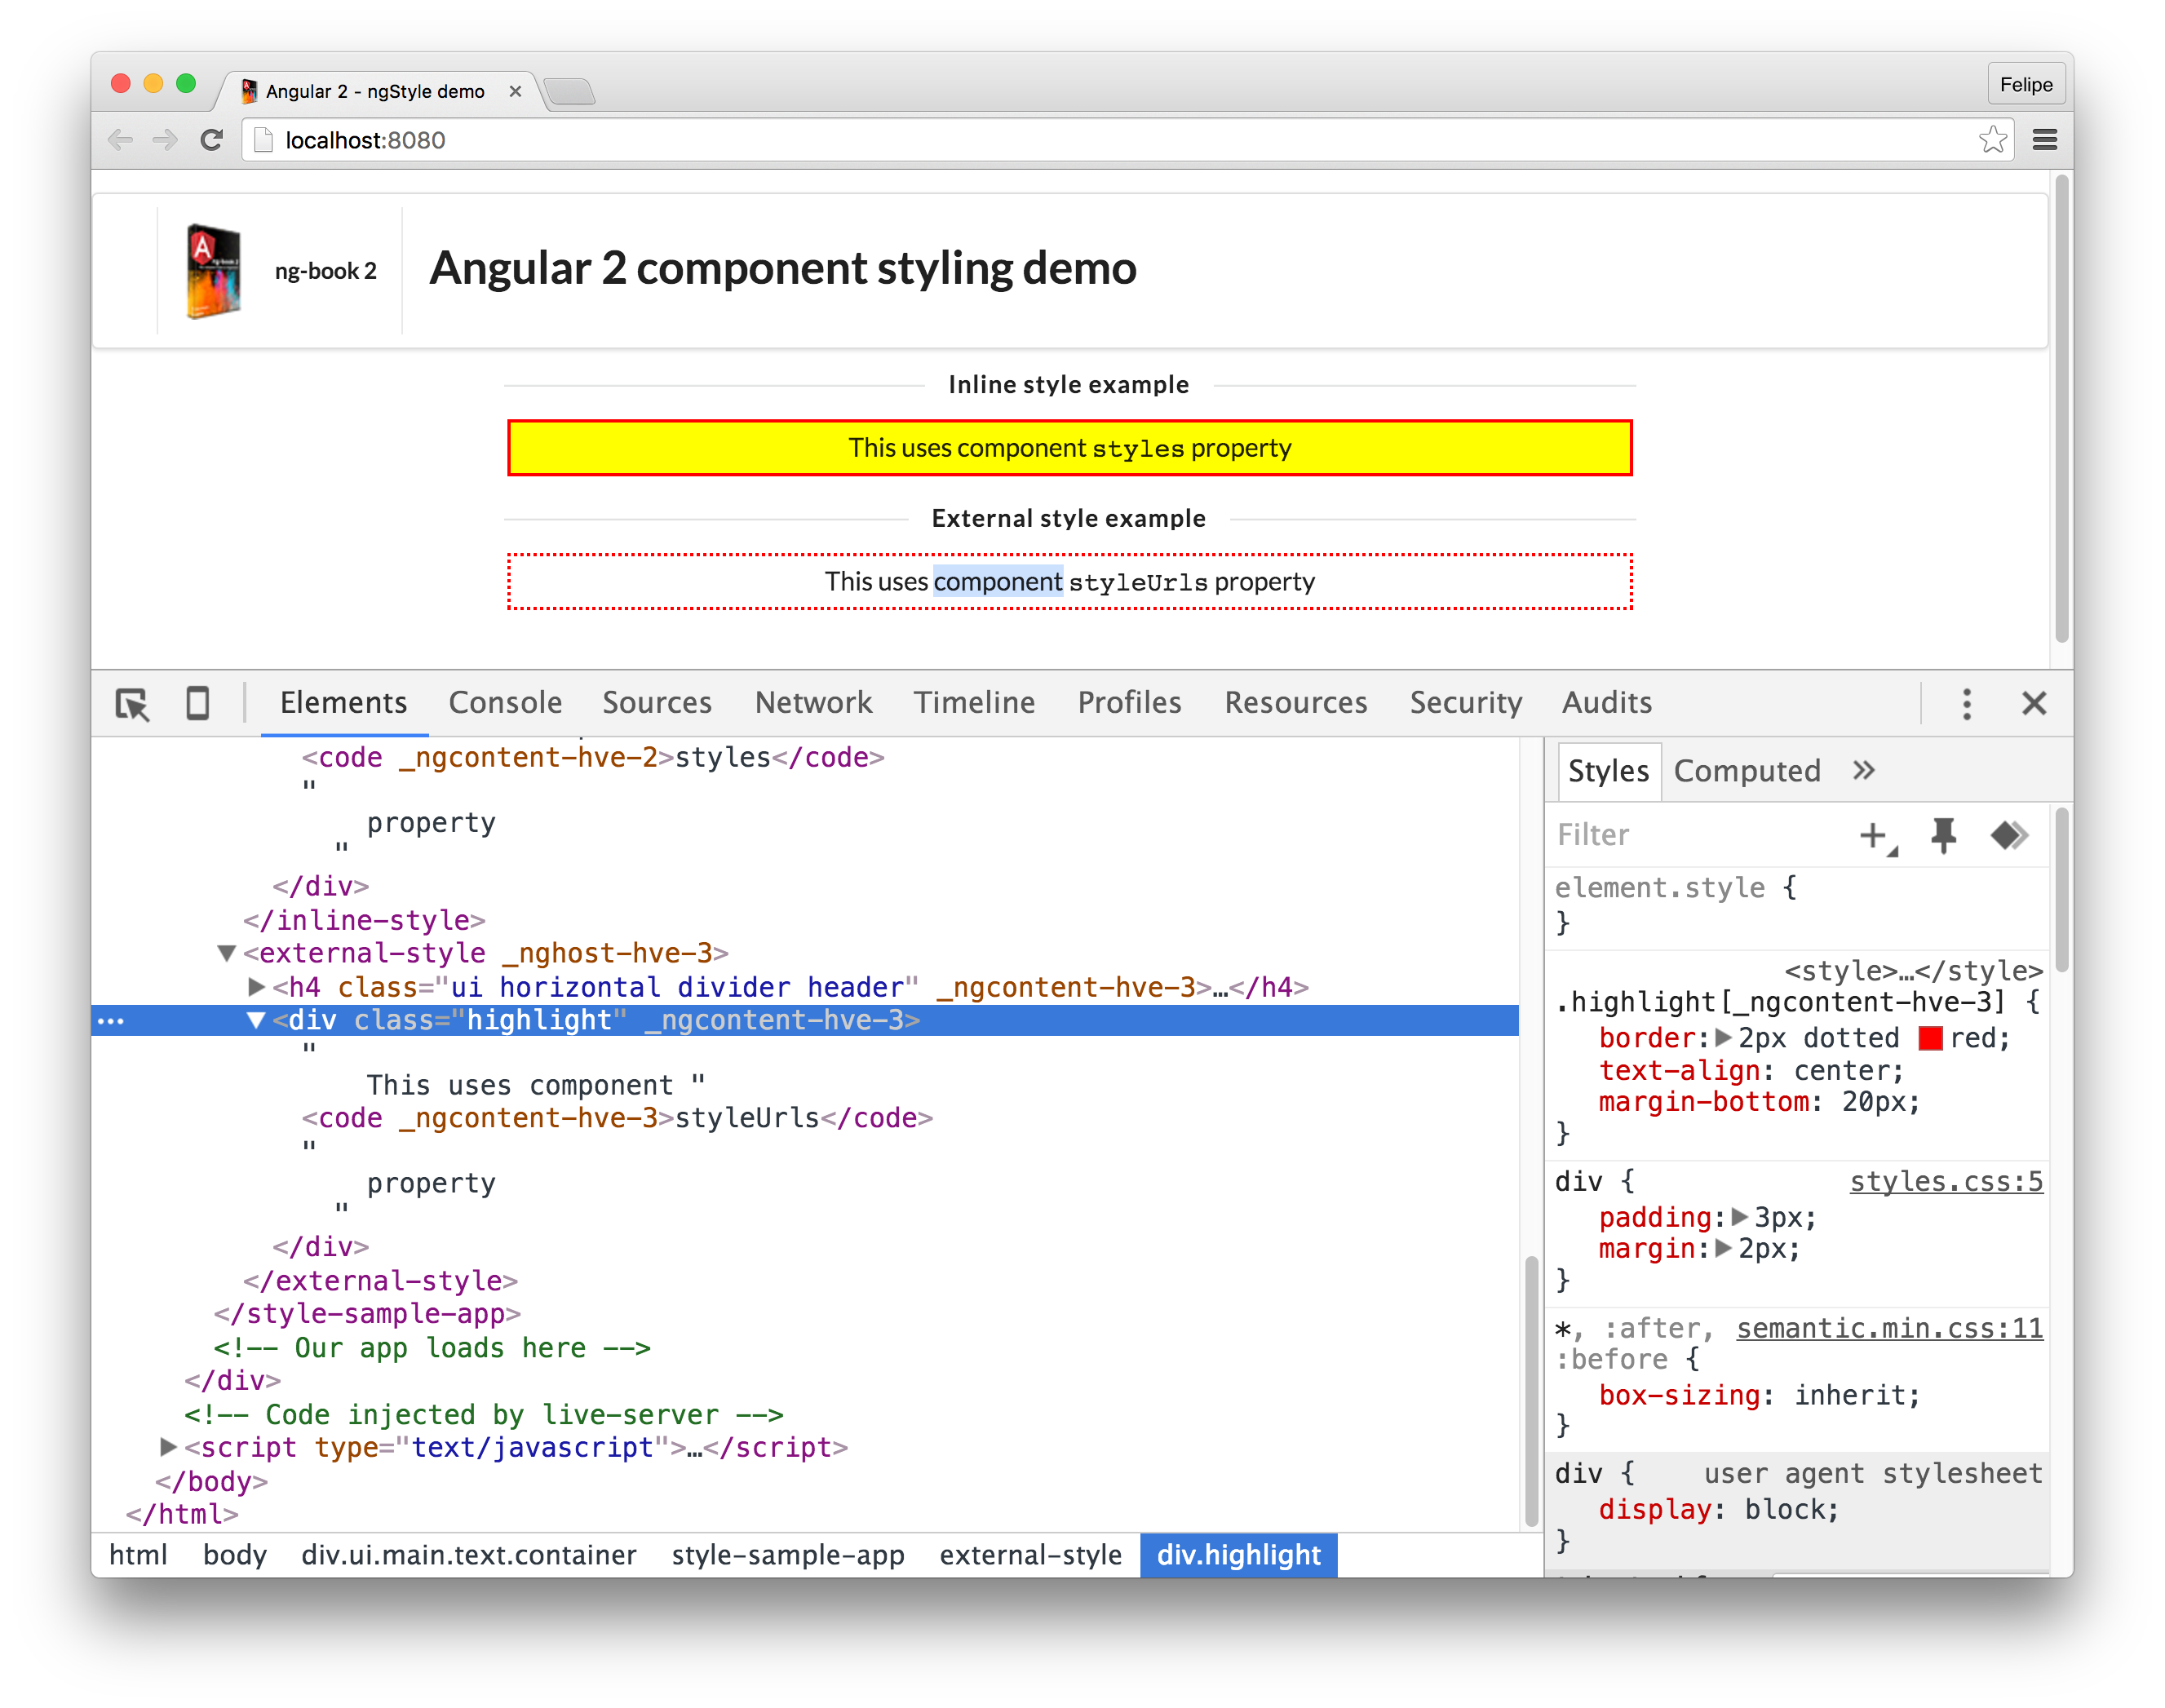 Angular 2 - ngStyle demo
Felipe
localhost:8080
ng-book 2
Angular 2 component styling demo
Inline style example
This uses component styles property
External style example
This uses component styleUrls property
Elements Console Sources Network Timeline Profiles Resources Security Audits
<code _ngcontent-hve-2>styles</code>
"
property
"
</div>
</inline-style>
<external-style _nghost-hve-3>
<h4 class="ui horizontal divider header" _ngcontent-hve-3>…</h4>
<div class="highlight" _ngcontent-hve-3>
"
This uses component "
<code _ngcontent-hve-3>styleUrls</code>
"
property
"
</div>
</external-style>
</style-sample-app>
<!-- Our app loads here -->
</div>
<!-- Code injected by live-server -->
<script type="text/javascript">…</script>
</body>
</html>
html body div.ui.main.text.container style-sample-app external-style div.highlight
Styles Computed »
Filter
element.style {
}
<style>…</style>
.highlight[_ngcontent-hve-3] {
border: 2px dotted red;
text-align: center;
margin-bottom: 20px;
}
div { styles.css:5
padding: 3px;
margin: 2px;
}
*, :after, semantic.min.css:11
:before {
box-sizing: inherit;
}
div { user agent stylesheet
display: block;
}